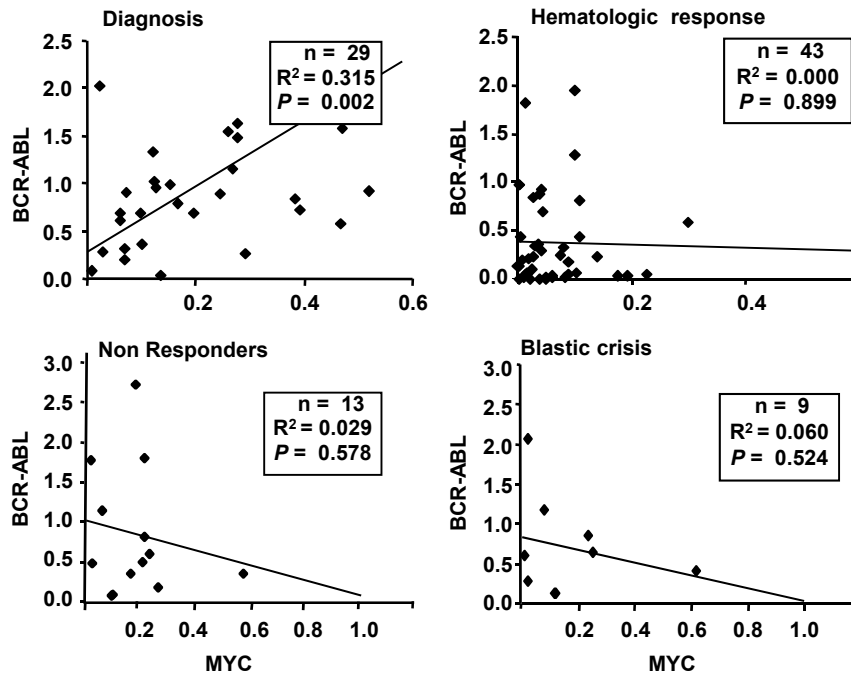 Diagnosis
2.5
2.0
1.5
1.0
0.5
0.0
BCR-ABL
n = 29
R² = 0.315
P = 0.002
0.2
0.4
0.6
Hematologic response
2.5
2.0
1.5
1.0
0.5
0.0
BCR-ABL
n = 43
R² = 0.000
P = 0.899
0.2
0.4
Non Responders
3.0
2.5
2.0
1.5
1.0
0.5
0.0
BCR-ABL
n = 13
R² = 0.029
P = 0.578
0.2
0.4
0.6
0.8
1.0
MYC
Blastic crisis
3.0
2.5
2.0
1.5
1.0
0.5
0.0
BCR-ABL
n = 9
R² = 0.060
P = 0.524
0.2
0.4
0.6
0.8
1.0
MYC